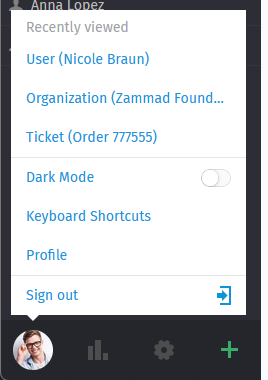 Anna Lopez
Recently viewed
User (Nicole Braun)
Organization (Zammad Found...
Ticket (Order 777555)
Dark Mode
Keyboard Shortcuts
Profile
Sign out